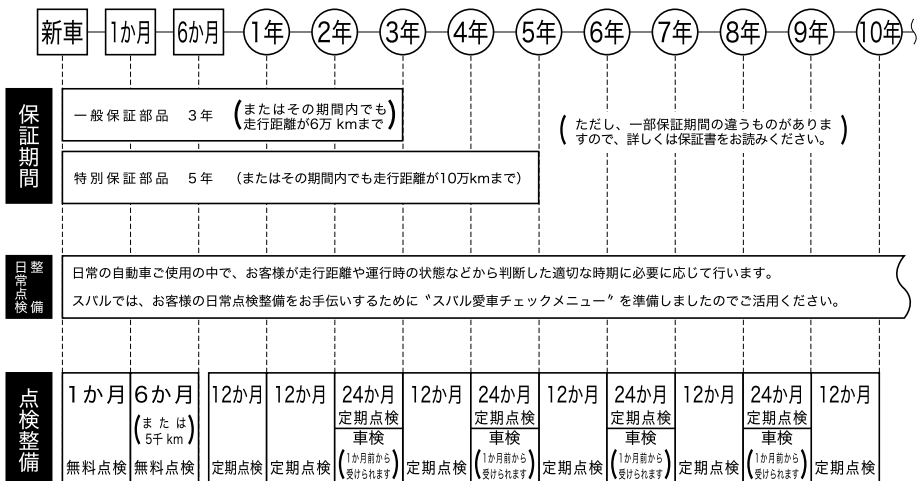 新車 1か月 6か月 1年 2年 3年 4年 5年 6年 7年 8年 9年 10年
保証期間
一般保証部品 3年
(またはその期間内でも
走行距離が6万kmまで)
(ただし、一部保証期間の違うものがありま
すので、詳しくは保証書をお読みください。)
特別保証部品 5年 (またはその期間内でも走行距離が10万kmまで)
日常点検
整備
日常の自動車ご使用の中で、お客様が走行距離や運行時の状態などから判断した適切な時期に必要に応じて行います。
スバルでは、お客様の日常点検整備をお手伝いするために〝スバル愛車チェックメニュー〞を準備しましたのでご活用ください。
点検整備
1か月
無料点検
6か月
(または
5千km)
無料点検
12か月
定期点検
12か月
定期点検
24か月
定期点検
車検
(1か月前から
受けられます)
12か月
定期点検
24か月
定期点検
車検
(1か月前から
受けられます)
12か月
定期点検
24か月
定期点検
車検
(1か月前から
受けられます)
12か月
定期点検
24か月
定期点検
車検
(1か月前から
受けられます)
12か月
定期点検